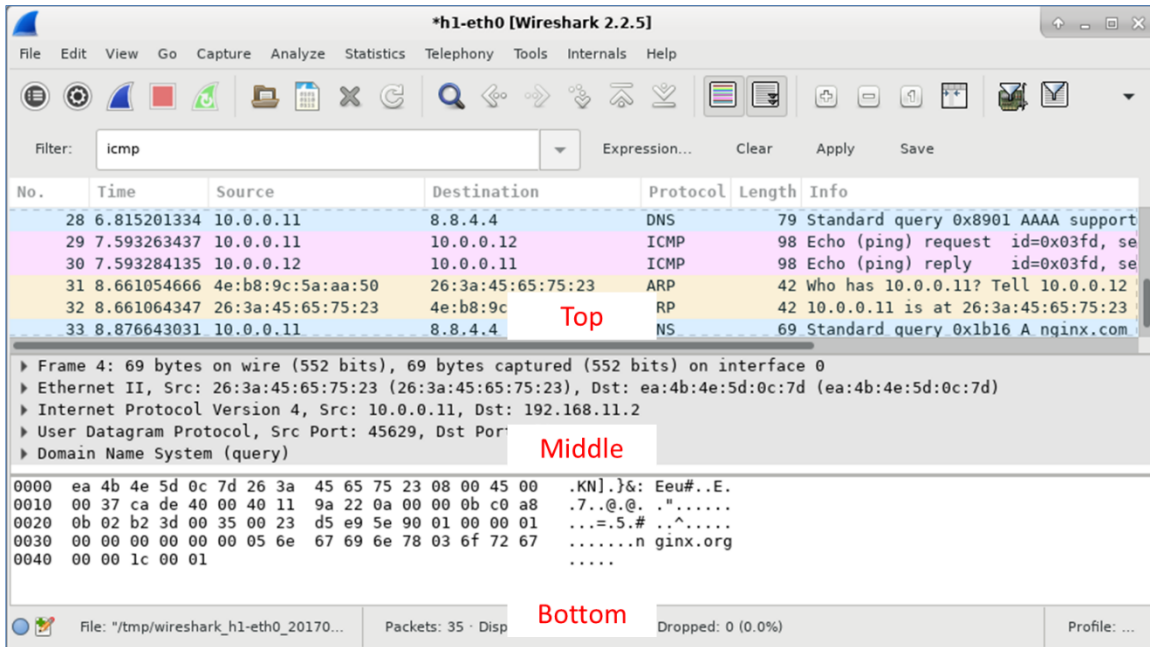 *h1-eth0 [Wireshark 2.2.5]
File Edit View Go Capture Analyze Statistics Telephony Tools Internals Help
Filter: icmp Expression... Clear Apply Save
No. Time Source Destination Protocol Length Info
28 6.815201334 10.0.0.11 8.8.4.4 DNS 79 Standard query 0x8901 AAAA support
29 7.593263437 10.0.0.11 10.0.0.12 ICMP 98 Echo (ping) request id=0x03fd, se
30 7.593284135 10.0.0.12 10.0.0.11 ICMP 98 Echo (ping) reply id=0x03fd, se
31 8.661054666 4e:b8:9c:5a:aa:50 26:3a:45:65:75:23 ARP 42 Who has 10.0.0.11? Tell 10.0.0.12
32 8.661064347 26:3a:45:65:75:23 4e:b8:9c RP 42 10.0.0.11 is at 26:3a:45:65:75:23
Top
33 8.876643031 10.0.0.11 8.8.4.4 NS 69 Standard query 0x1b16 A nginx.com
Frame 4: 69 bytes on wire (552 bits), 69 bytes captured (552 bits) on interface 0
Ethernet II, Src: 26:3a:45:65:75:23 (26:3a:45:65:75:23), Dst: ea:4b:4e:5d:0c:7d (ea:4b:4e:5d:0c:7d)
Internet Protocol Version 4, Src: 10.0.0.11, Dst: 192.168.11.2
User Datagram Protocol, Src Port: 45629, Dst Por
Middle
Domain Name System (query)
0000 ea 4b 4e 5d 0c 7d 26 3a 45 65 75 23 08 00 45 00 .KN].}&: Eeu#..E.
0010 00 37 ca de 40 00 40 11 9a 22 0a 00 00 0b c0 a8 .7..@.@. ."......
0020 0b 02 b2 3d 00 35 00 23 d5 e9 5e 90 01 00 00 01 ...=.5.# ..^.....
0030 00 00 00 00 00 00 05 6e 67 69 6e 78 03 6f 72 67 .......n ginx.org
0040 00 00 1c 00 01 .....
Bottom
File: "/tmp/wireshark_h1-eth0_20170... Packets: 35 · Disp Dropped: 0 (0.0%) Profile: ...